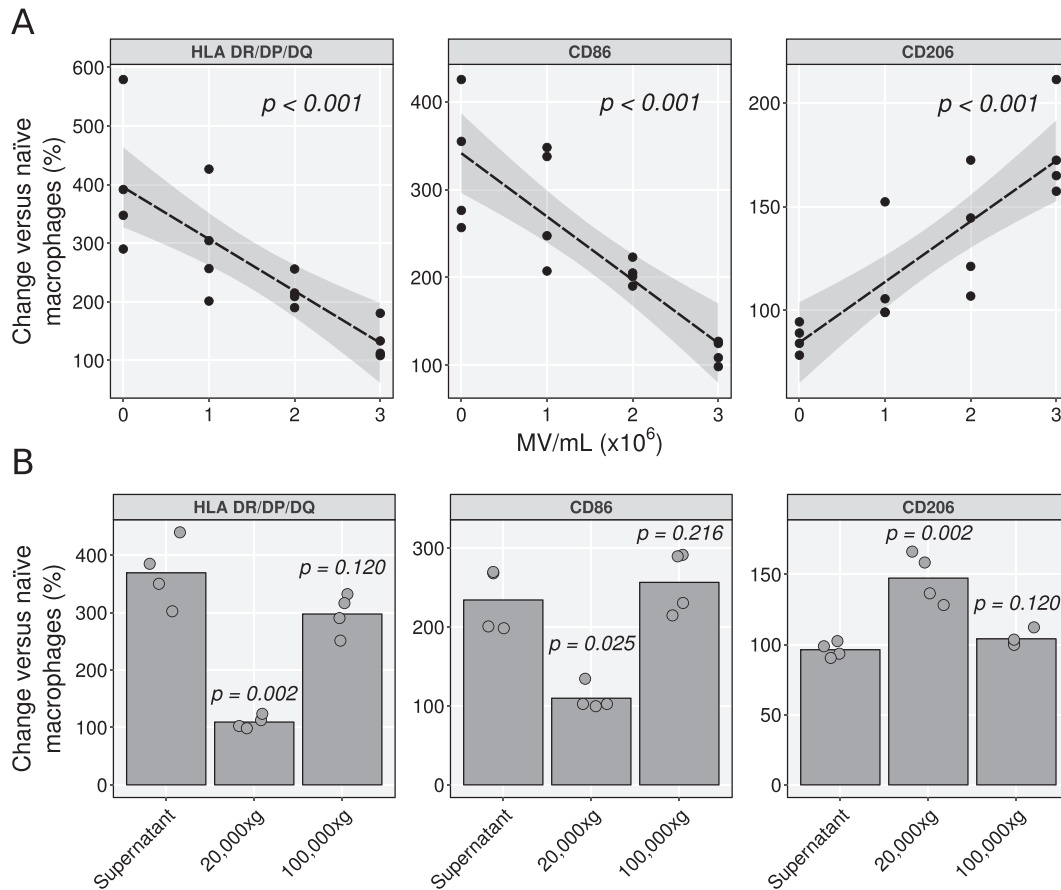 A
HLA DR/DP/DQ
CD86
CD206
Change versus naïve
macrophages (%)
600
500
400
300
200
100
p < 0.001
400
300
200
100
p < 0.001
200
150
100
p < 0.001
0 1 2 3
0 1 2 3
0 1 2 3
MV/mL (x10⁶)
B
HLA DR/DP/DQ
CD86
CD206
Change versus naïve
macrophages (%)
400
300
200
100
0
p = 0.002
p = 0.120
300
200
100
0
p = 0.025
p = 0.216
150
100
50
0
p = 0.002
p = 0.120
Supernatant
20,000xg
100,000xg
Supernatant
20,000xg
100,000xg
Supernatant
20,000xg
100,000xg